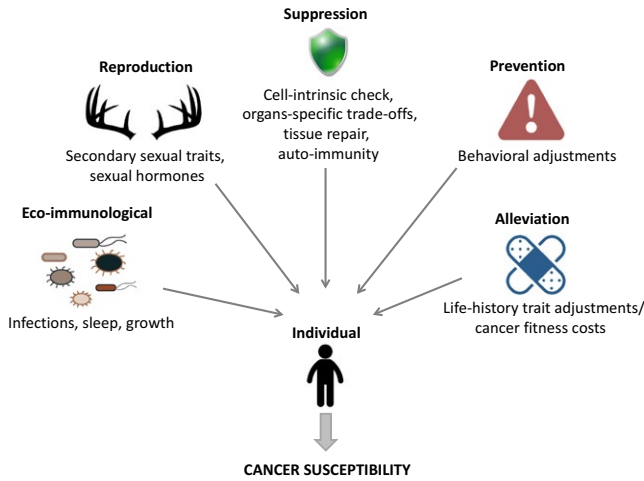 Suppression
Cell-intrinsic check,
organs-specific trade-offs,
tissue repair,
auto-immunity
Reproduction
Secondary sexual traits,
sexual hormones
Prevention
Behavioral adjustments
Eco-immunological
Infections, sleep, growth
Alleviation
Life-history trait adjustments/
cancer fitness costs
Individual
CANCER SUSCEPTIBILITY